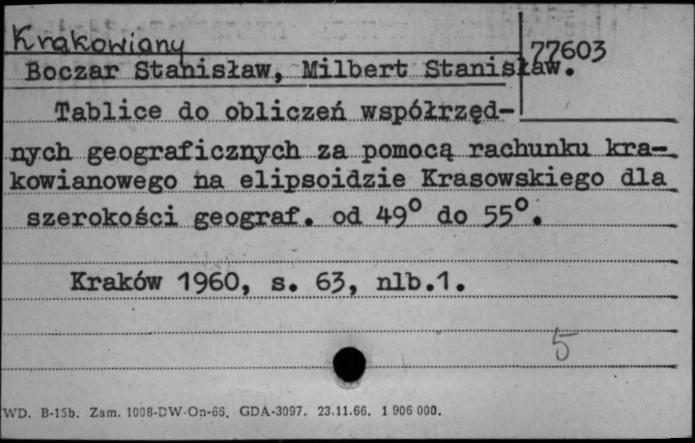 Krakowiany
77603
Boczar Stanisław, Milbert Stanisław.
Tablice do obliczeń współrzęd-
nych geograficznych za pomocą rachunku kra-
kowianowego na elipsoidzie Krasowskiego dla
szerokości geograf. od 49° do 55°.
Kraków 1960, s. 63, nlb.1.
5
WD. B-15b. Zam. 1008-DW-On-66. GDA-3097. 23.11.66. 1 906 000.